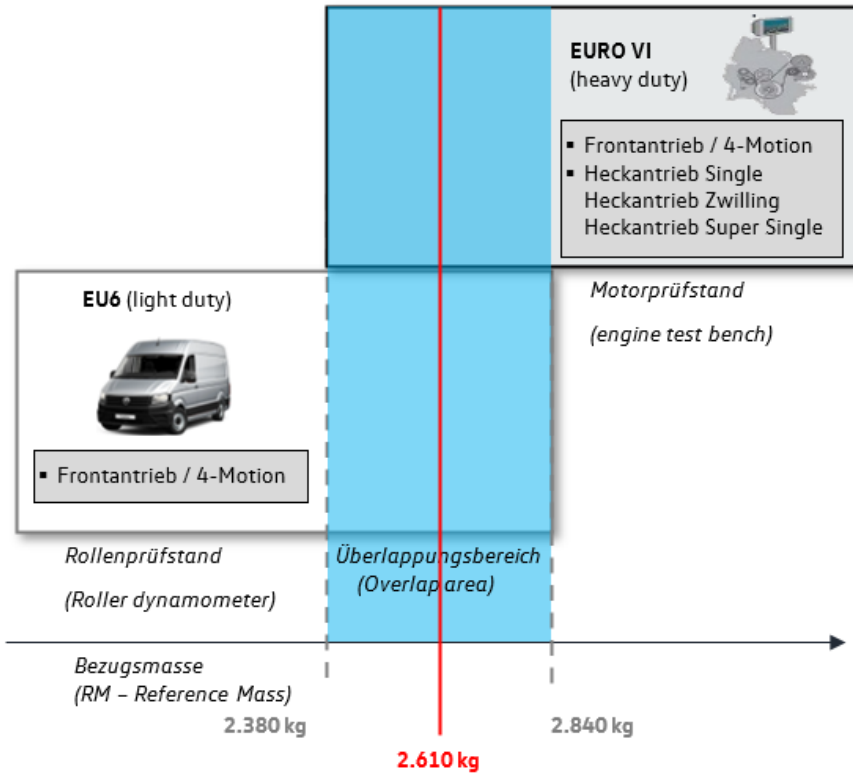 EURO VI
(heavy duty)
▪ Frontantrieb / 4-Motion
▪ Heckantrieb Single
Heckantrieb Zwilling
Heckantrieb Super Single
Motorprüfstand
(engine test bench)
EU6 (light duty)
▪ Frontantrieb / 4-Motion
Rollenprüfstand
(Roller dynamometer)
Überlappungsbereich
(Overlap area)
Bezugsmasse
(RM – Reference Mass)
2.380 kg
2.610 kg
2.840 kg